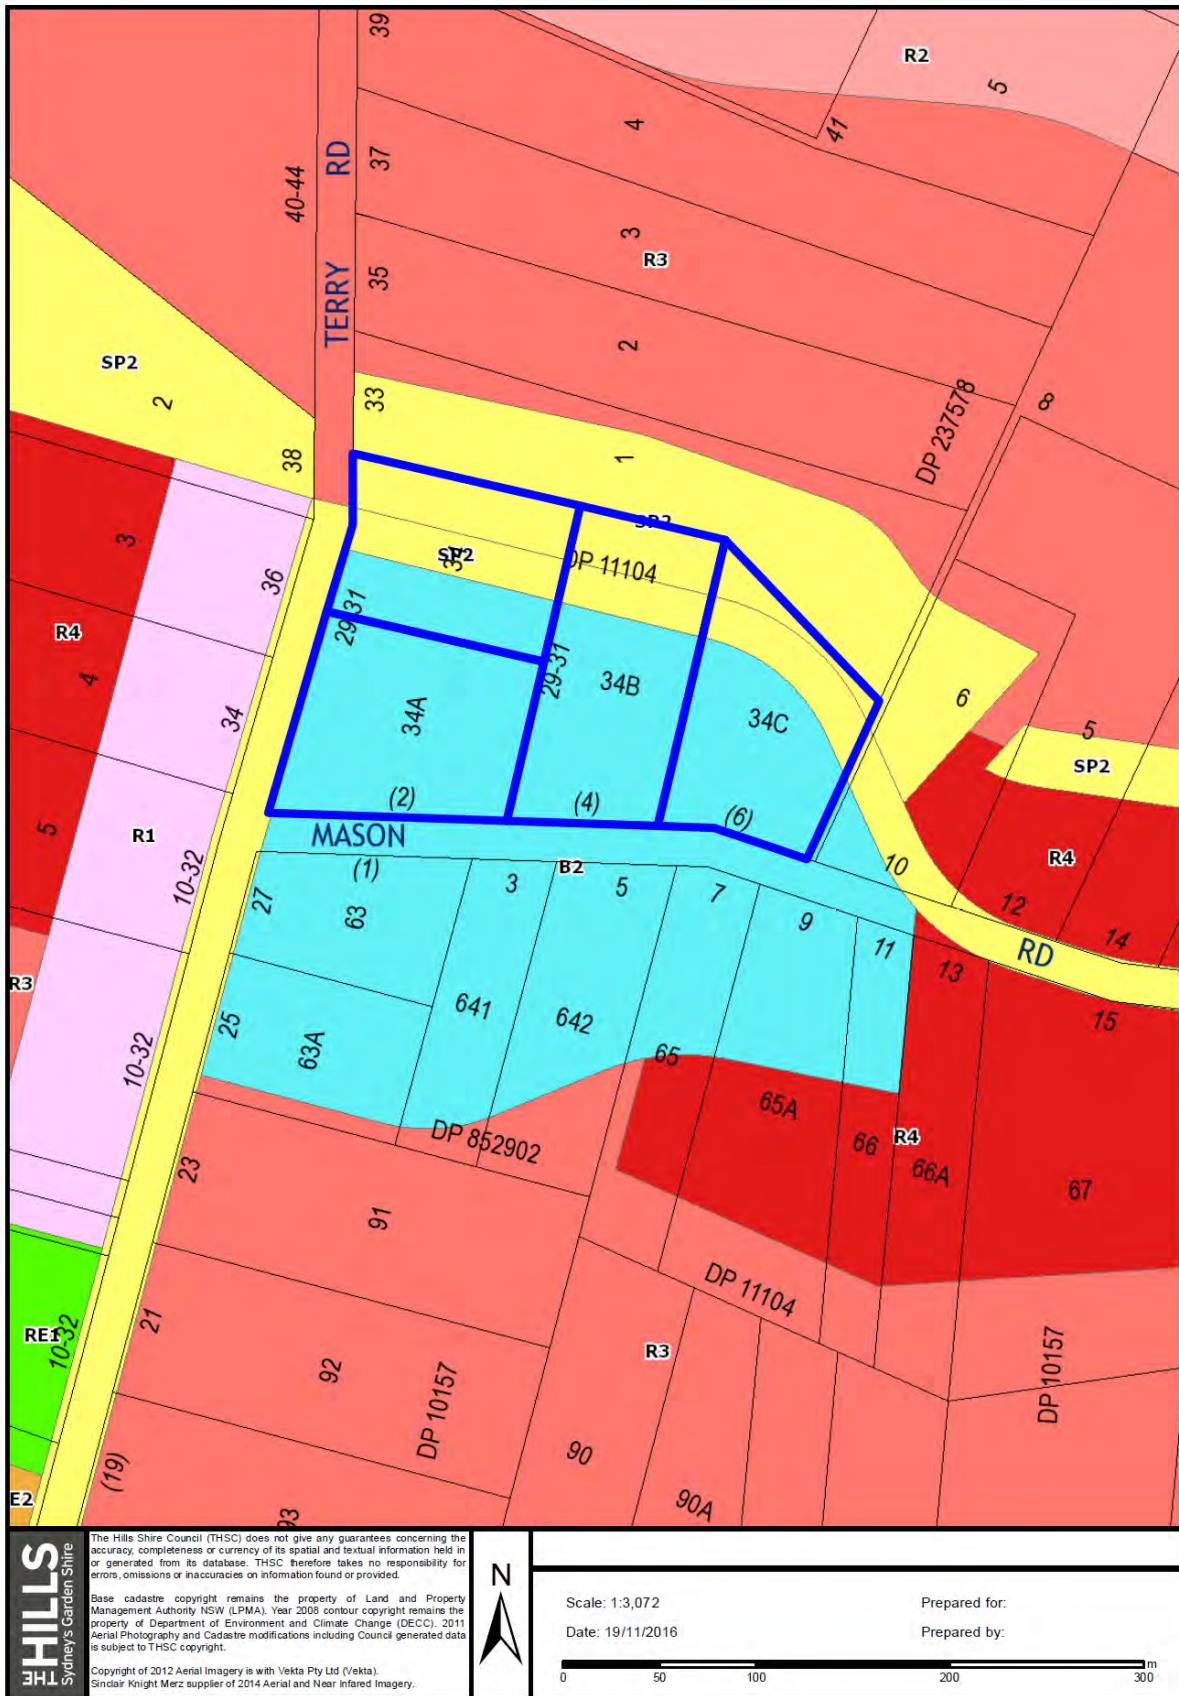 39
R2
5
4
41
37
RD
40-44
3
R3
35
TERRY
2
SP2
2
33
8
DP 237578
38
1
SP2
3
SP2
34
DP 11104
36
29-31
R4
4
29-31
34B
6
34
34A
34C
5
SP2
(2)
(4)
(6)
5
R1
MASON
10-32
(1)
B2
3
5
7
10
R4
12
27
63
9
11
14
RD
13
R3
25
641
642
15
63A
65
10-32
65A
DP 852902
66
R4
66A
23
67
91
DP 11104
21
RE1
10-32
R3
92
DP 10157
DP 10157
90
(19)
E2
93
90A
THE HILLS
Sydney's Garden Shire
The Hills Shire Council (THSC) does not give any guarantees concerning the
accuracy, completeness or currency of its spatial and textual information held in
or generated from its database. THSC therefore takes no responsibility for
errors, omissions or inaccuracies on information found or provided.
Base cadastre copyright remains the property of Land and Property
Management Authority NSW (LPMA). Year 2008 contour copyright remains the
property of Department of Environment and Climate Change (DECC). 2011
Aerial Photography and Cadastre modifications including Council generated data
is subject to THSC copyright.
Copyright of 2012 Aerial Imagery is with Vekta Pty Ltd (Vekta).
Sinclair Knight Merz supplier of 2014 Aerial and Near Infared Imagery.
N
Scale: 1:3,072
Prepared for:
Date: 19/11/2016
Prepared by:
0 50 100 200 300 m